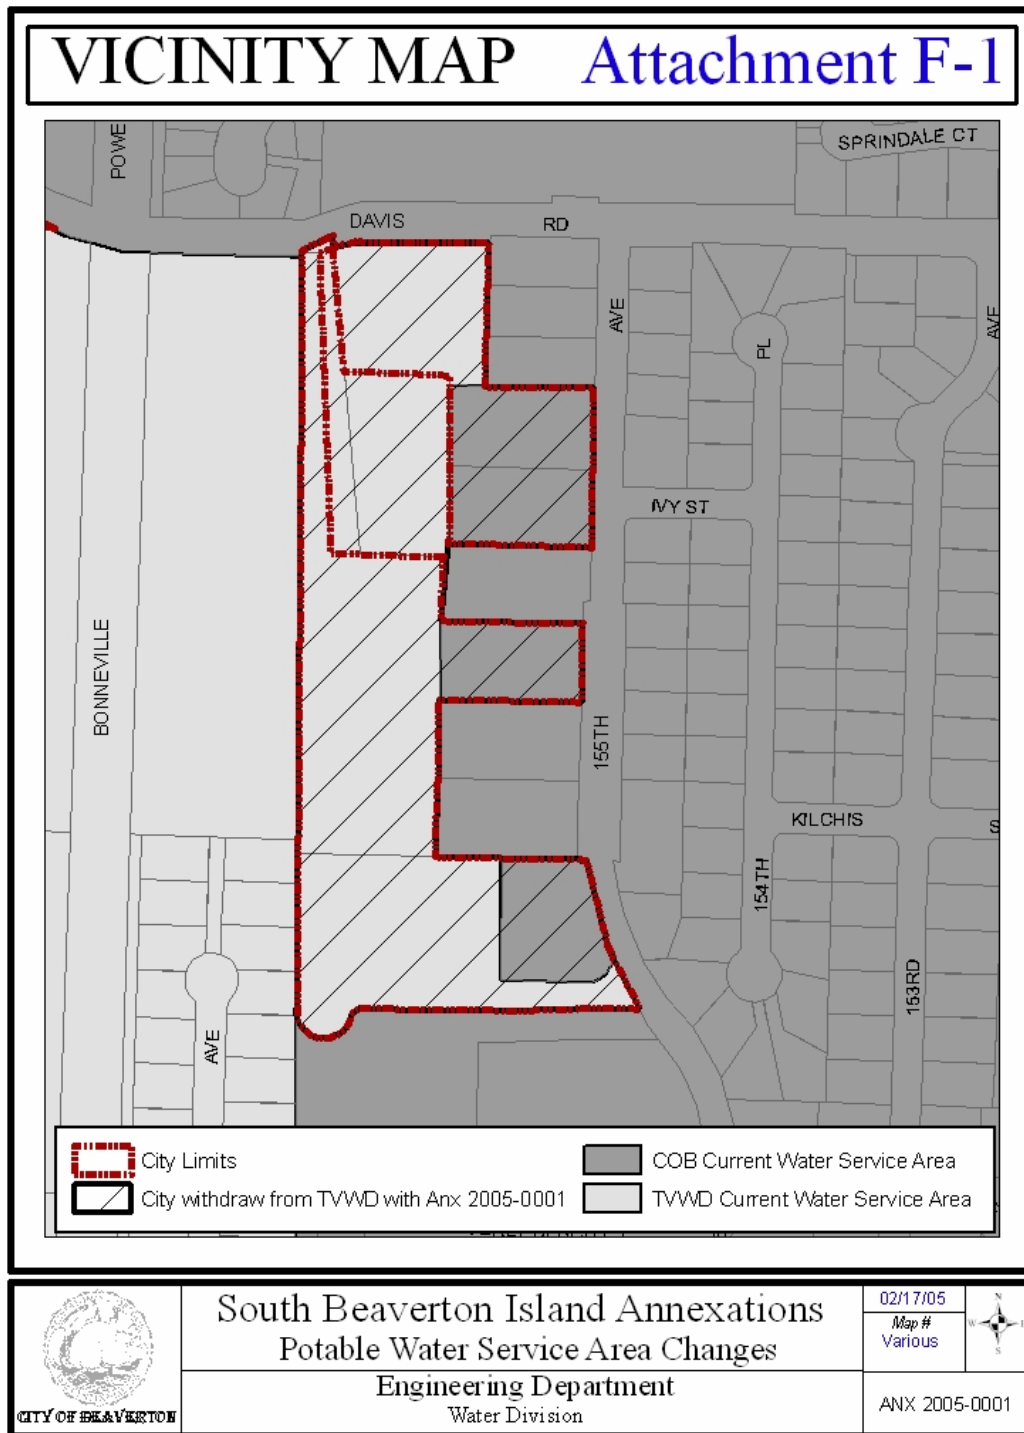 VICINITY MAP Attachment F-1
POWE
SPRINDALE CT
DAVIS
RD
AVE
PL
AVE
IVY ST
BONNEVILLE
155TH
KILCHIS
S
154TH
153RD
AVE
City Limits
City withdraw from TVWD with Anx 2005-0001
COB Current Water Service Area
TVWD Current Water Service Area
CITY OF BEAVERTON
South Beaverton Island Annexations
Potable Water Service Area Changes
Engineering Department
Water Division
02/17/05
Map #
Various
N
W
E
S
ANX 2005-0001